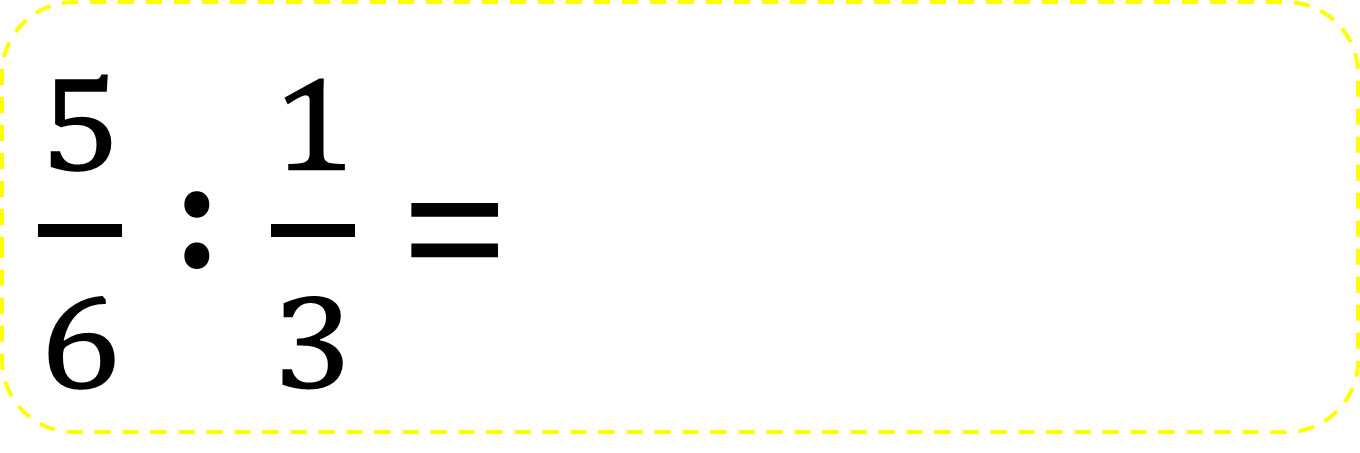 5/6 : 1/3 =